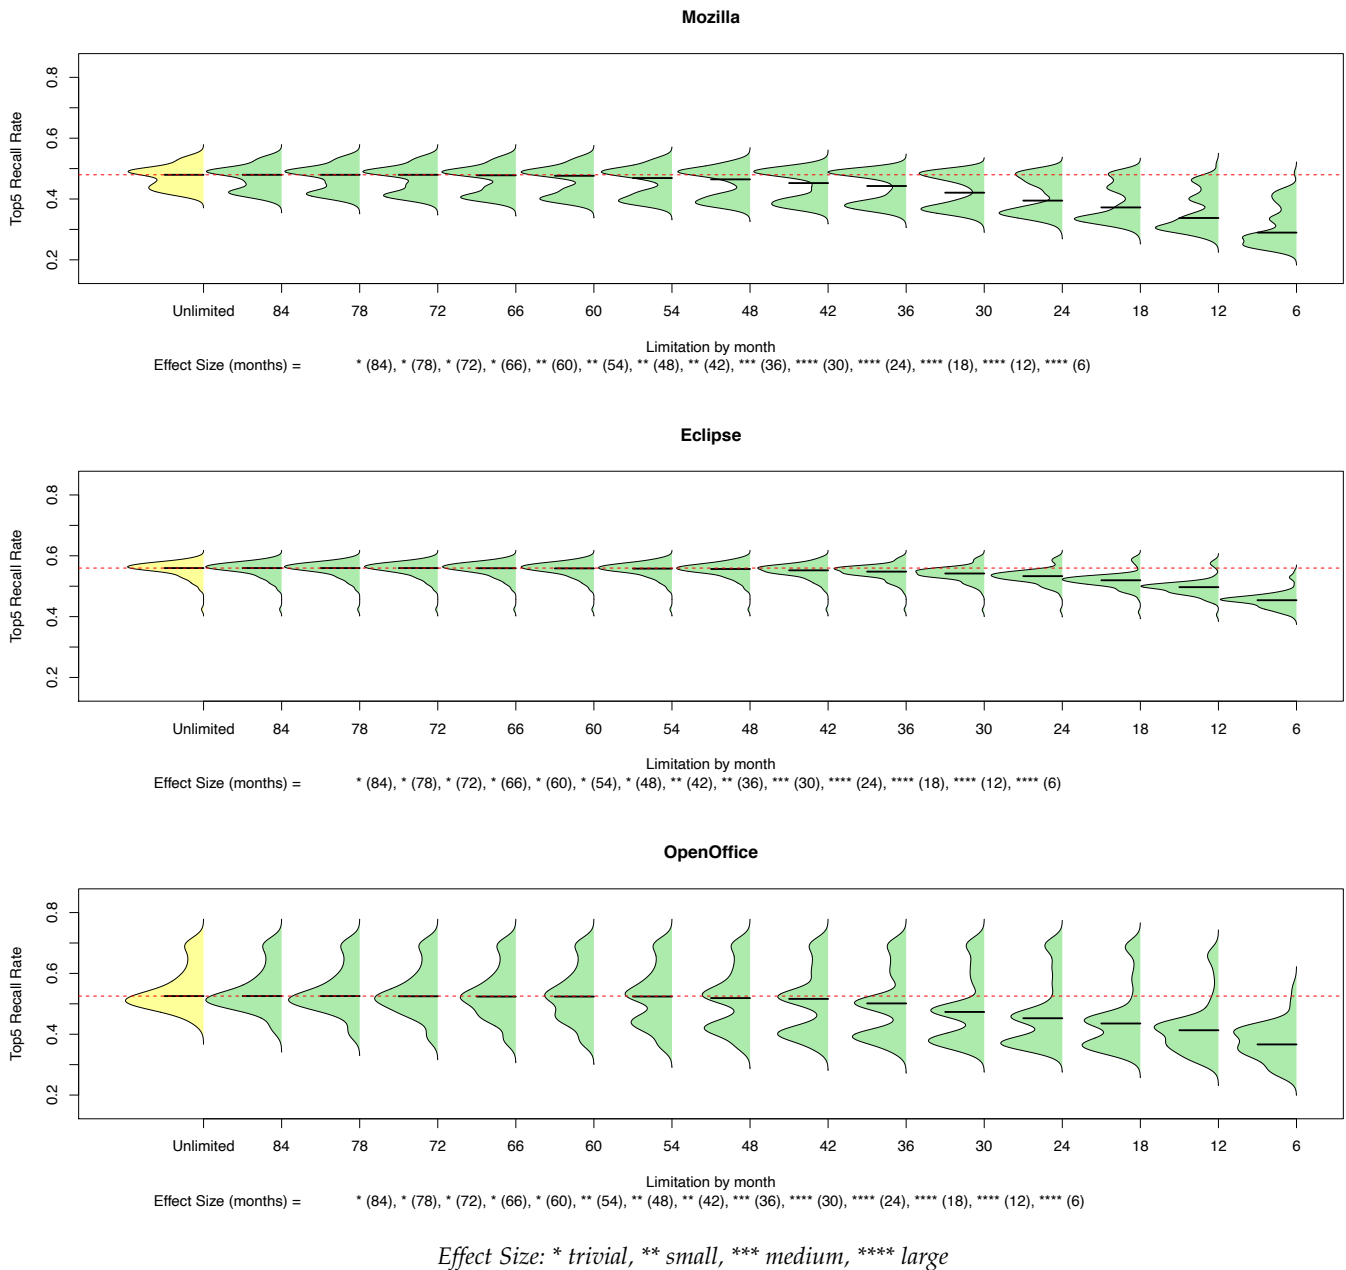 Mozilla
Top5 Recall Rate
0.8
0.6
0.4
0.2
Unlimited 84 78 72 66 60 54 48 42 36 30 24 18 12 6
Limitation by month
Effect Size (months) = * (84), * (78), * (72), * (66), ** (60), ** (54), ** (48), ** (42), *** (36), **** (30), **** (24), **** (18), **** (12), **** (6)
Eclipse
Top5 Recall Rate
0.8
0.6
0.4
0.2
Unlimited 84 78 72 66 60 54 48 42 36 30 24 18 12 6
Limitation by month
Effect Size (months) = * (84), * (78), * (72), * (66), * (60), * (54), * (48), ** (42), ** (36), *** (30), **** (24), **** (18), **** (12), **** (6)
OpenOffice
Top5 Recall Rate
0.8
0.6
0.4
0.2
Unlimited 84 78 72 66 60 54 48 42 36 30 24 18 12 6
Limitation by month
Effect Size (months) = * (84), * (78), * (72), * (66), * (60), ** (54), ** (48), ** (42), *** (36), **** (30), **** (24), **** (18), **** (12), **** (6)
Effect Size: * trivial, ** small, *** medium, **** large